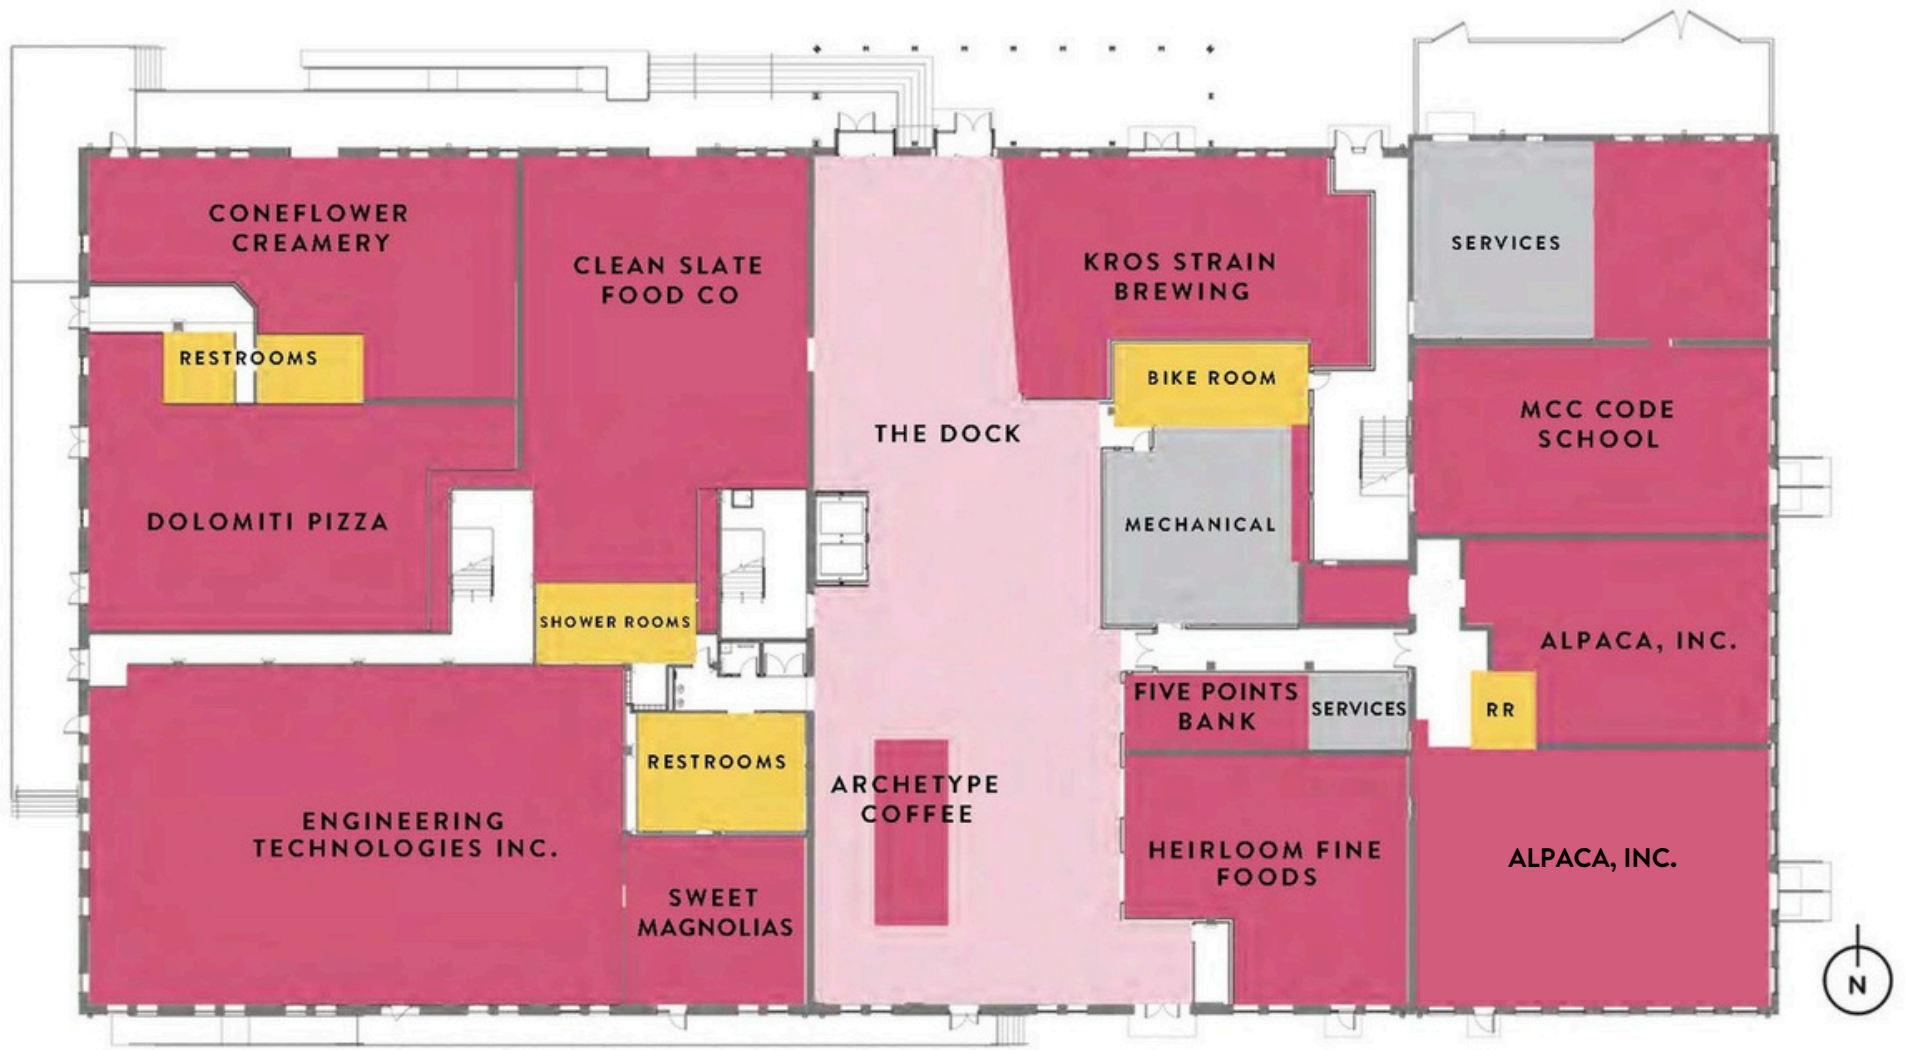 CONEFLOWER
CREAMERY
CLEAN SLATE
FOOD CO
KROS STRAIN
BREWING
SERVICES
RESTROOMS
BIKE ROOM
MCC CODE
SCHOOL
THE DOCK
DOLOMITI PIZZA
MECHANICAL
SHOWER ROOMS
ALPACA, INC.
FIVE POINTS
BANK
SERVICES
RR
RESTROOMS
ARCHETYPE
COFFEE
ENGINEERING
TECHNOLOGIES INC.
HEIRLOOM FINE
FOODS
ALPACA, INC.
SWEET
MAGNOLIAS
N